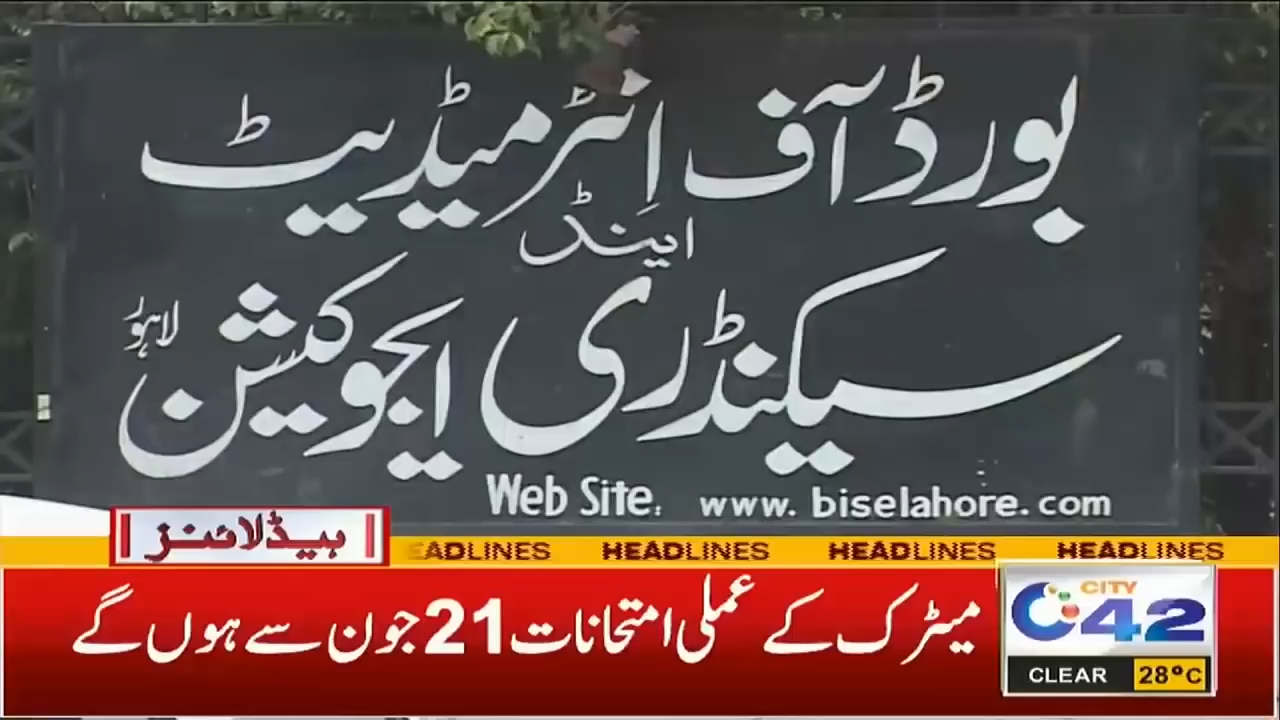 بورڈ آف انٹرمیڈیٹ
اینڈ
سیکنڈری ایجوکیشن لاہور
Web Site: www. biselahore. com
ہیڈلائنز
EADLINES HEADLINES HEADLINES HEADLINES
میٹرک کے عملی امتحانات 21 جون سے ہوں گے
CITY
42
CLEAR 28°C